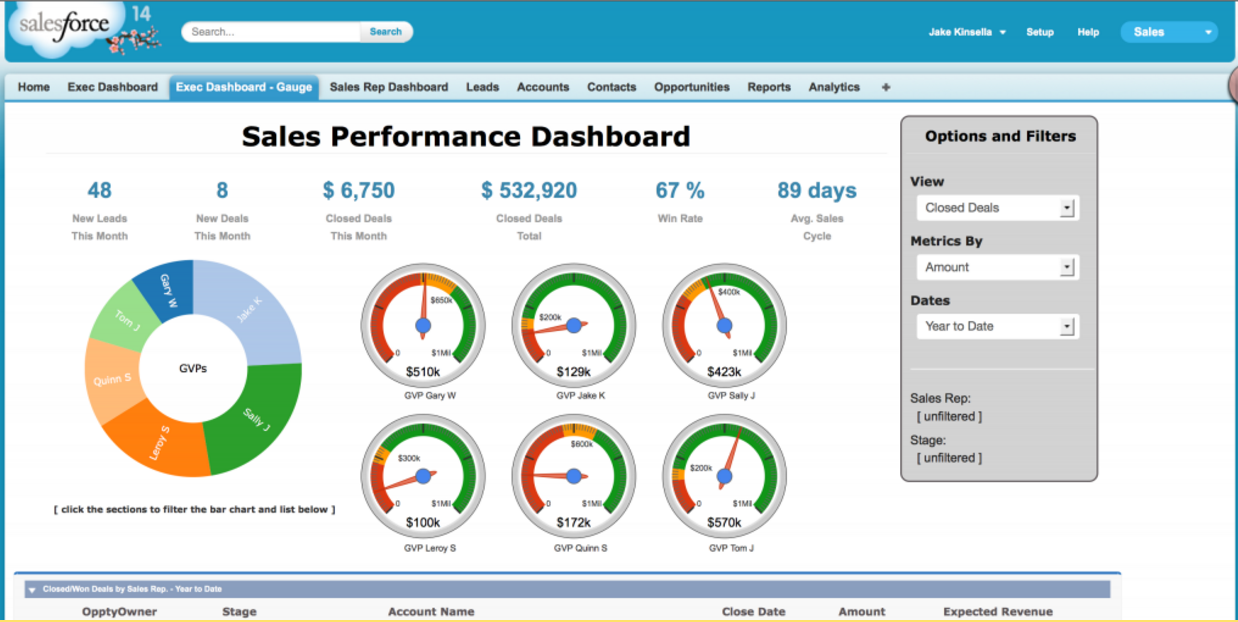 salesforce
14
Search...
Search
Jake Kinsella
Setup
Help
Sales
Home
Exec Dashboard
Exec Dashboard - Gauge
Sales Rep Dashboard
Leads
Accounts
Contacts
Opportunities
Reports
Analytics
+
Sales Performance Dashboard
48
New Leads
This Month
8
New Deals
This Month
$ 6,750
Closed Deals
This Month
$ 532,920
Closed Deals
Total
67 %
Win Rate
89 days
Avg. Sales
Cycle
Gary W
Jake K
Tom J
Quinn S
Leroy S
Sally J
GVPs
[ click the sections to filter the bar chart and list below ]
$650k
0
$1Mil
$510k
GVP Gary W
$200k
0
$1Mil
$129k
GVP Jake K
$400k
0
$1Mil
$423k
GVP Sally J
$300k
0
$1Mil
$100k
GVP Leroy S
$600k
0
$1Mil
$172k
GVP Quinn S
$200k
0
$1Mil
$570k
GVP Tom J
Options and Filters
View
Closed Deals
Metrics By
Amount
Dates
Year to Date
Sales Rep:
[ unfiltered ]
Stage:
[ unfiltered ]
Closed/Won Deals by Sales Rep. - Year to Date
OpptyOwner
Stage
Account Name
Close Date
Amount
Expected Revenue